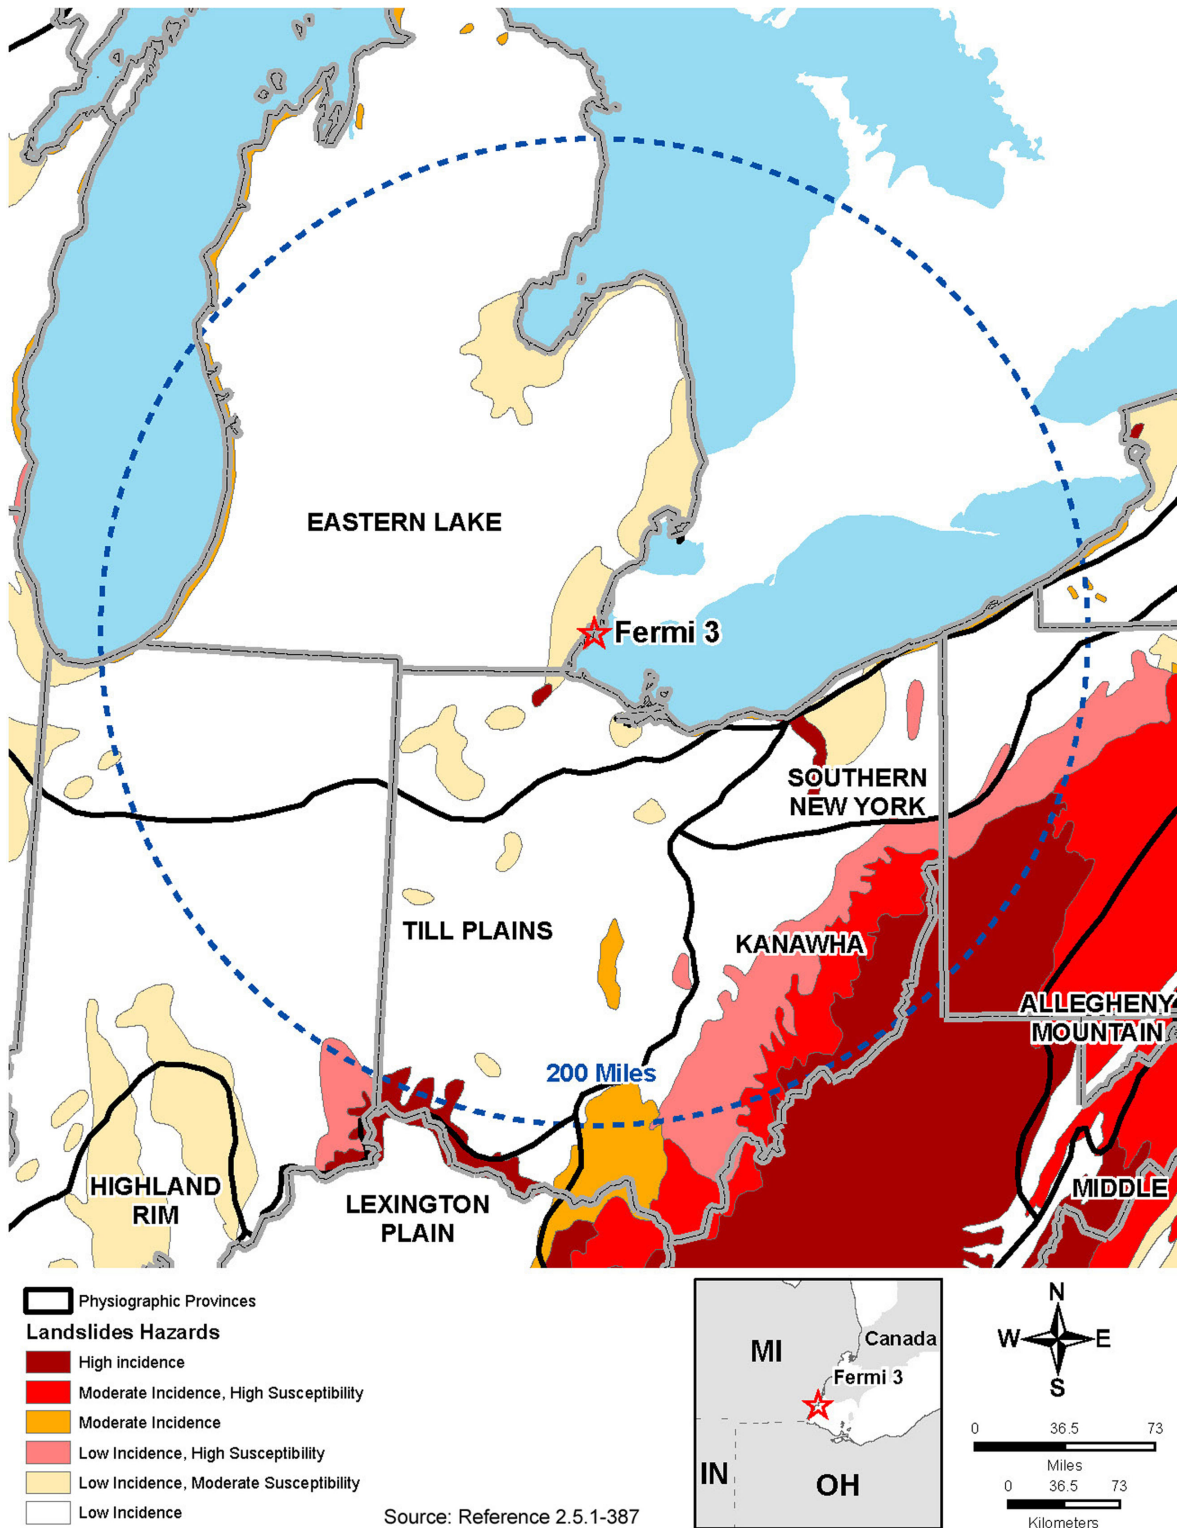 EASTERN LAKE
Fermi 3
SOUTHERN
NEW YORK
TILL PLAINS
KANAWHA
ALLEGHENY
MOUNTAIN
200 Miles
HIGHLAND
RIM
LEXINGTON
PLAIN
MIDDLE
Physiographic Provinces
Landslides Hazards
High incidence
Moderate Incidence, High Susceptibility
Moderate Incidence
Low Incidence, High Susceptibility
Low Incidence, Moderate Susceptibility
Low Incidence
Source: Reference 2.5.1-387
MI
Canada
Fermi 3
IN
OH
N
W
E
S
0 36.5 73
Miles
0 36.5 73
Kilometers